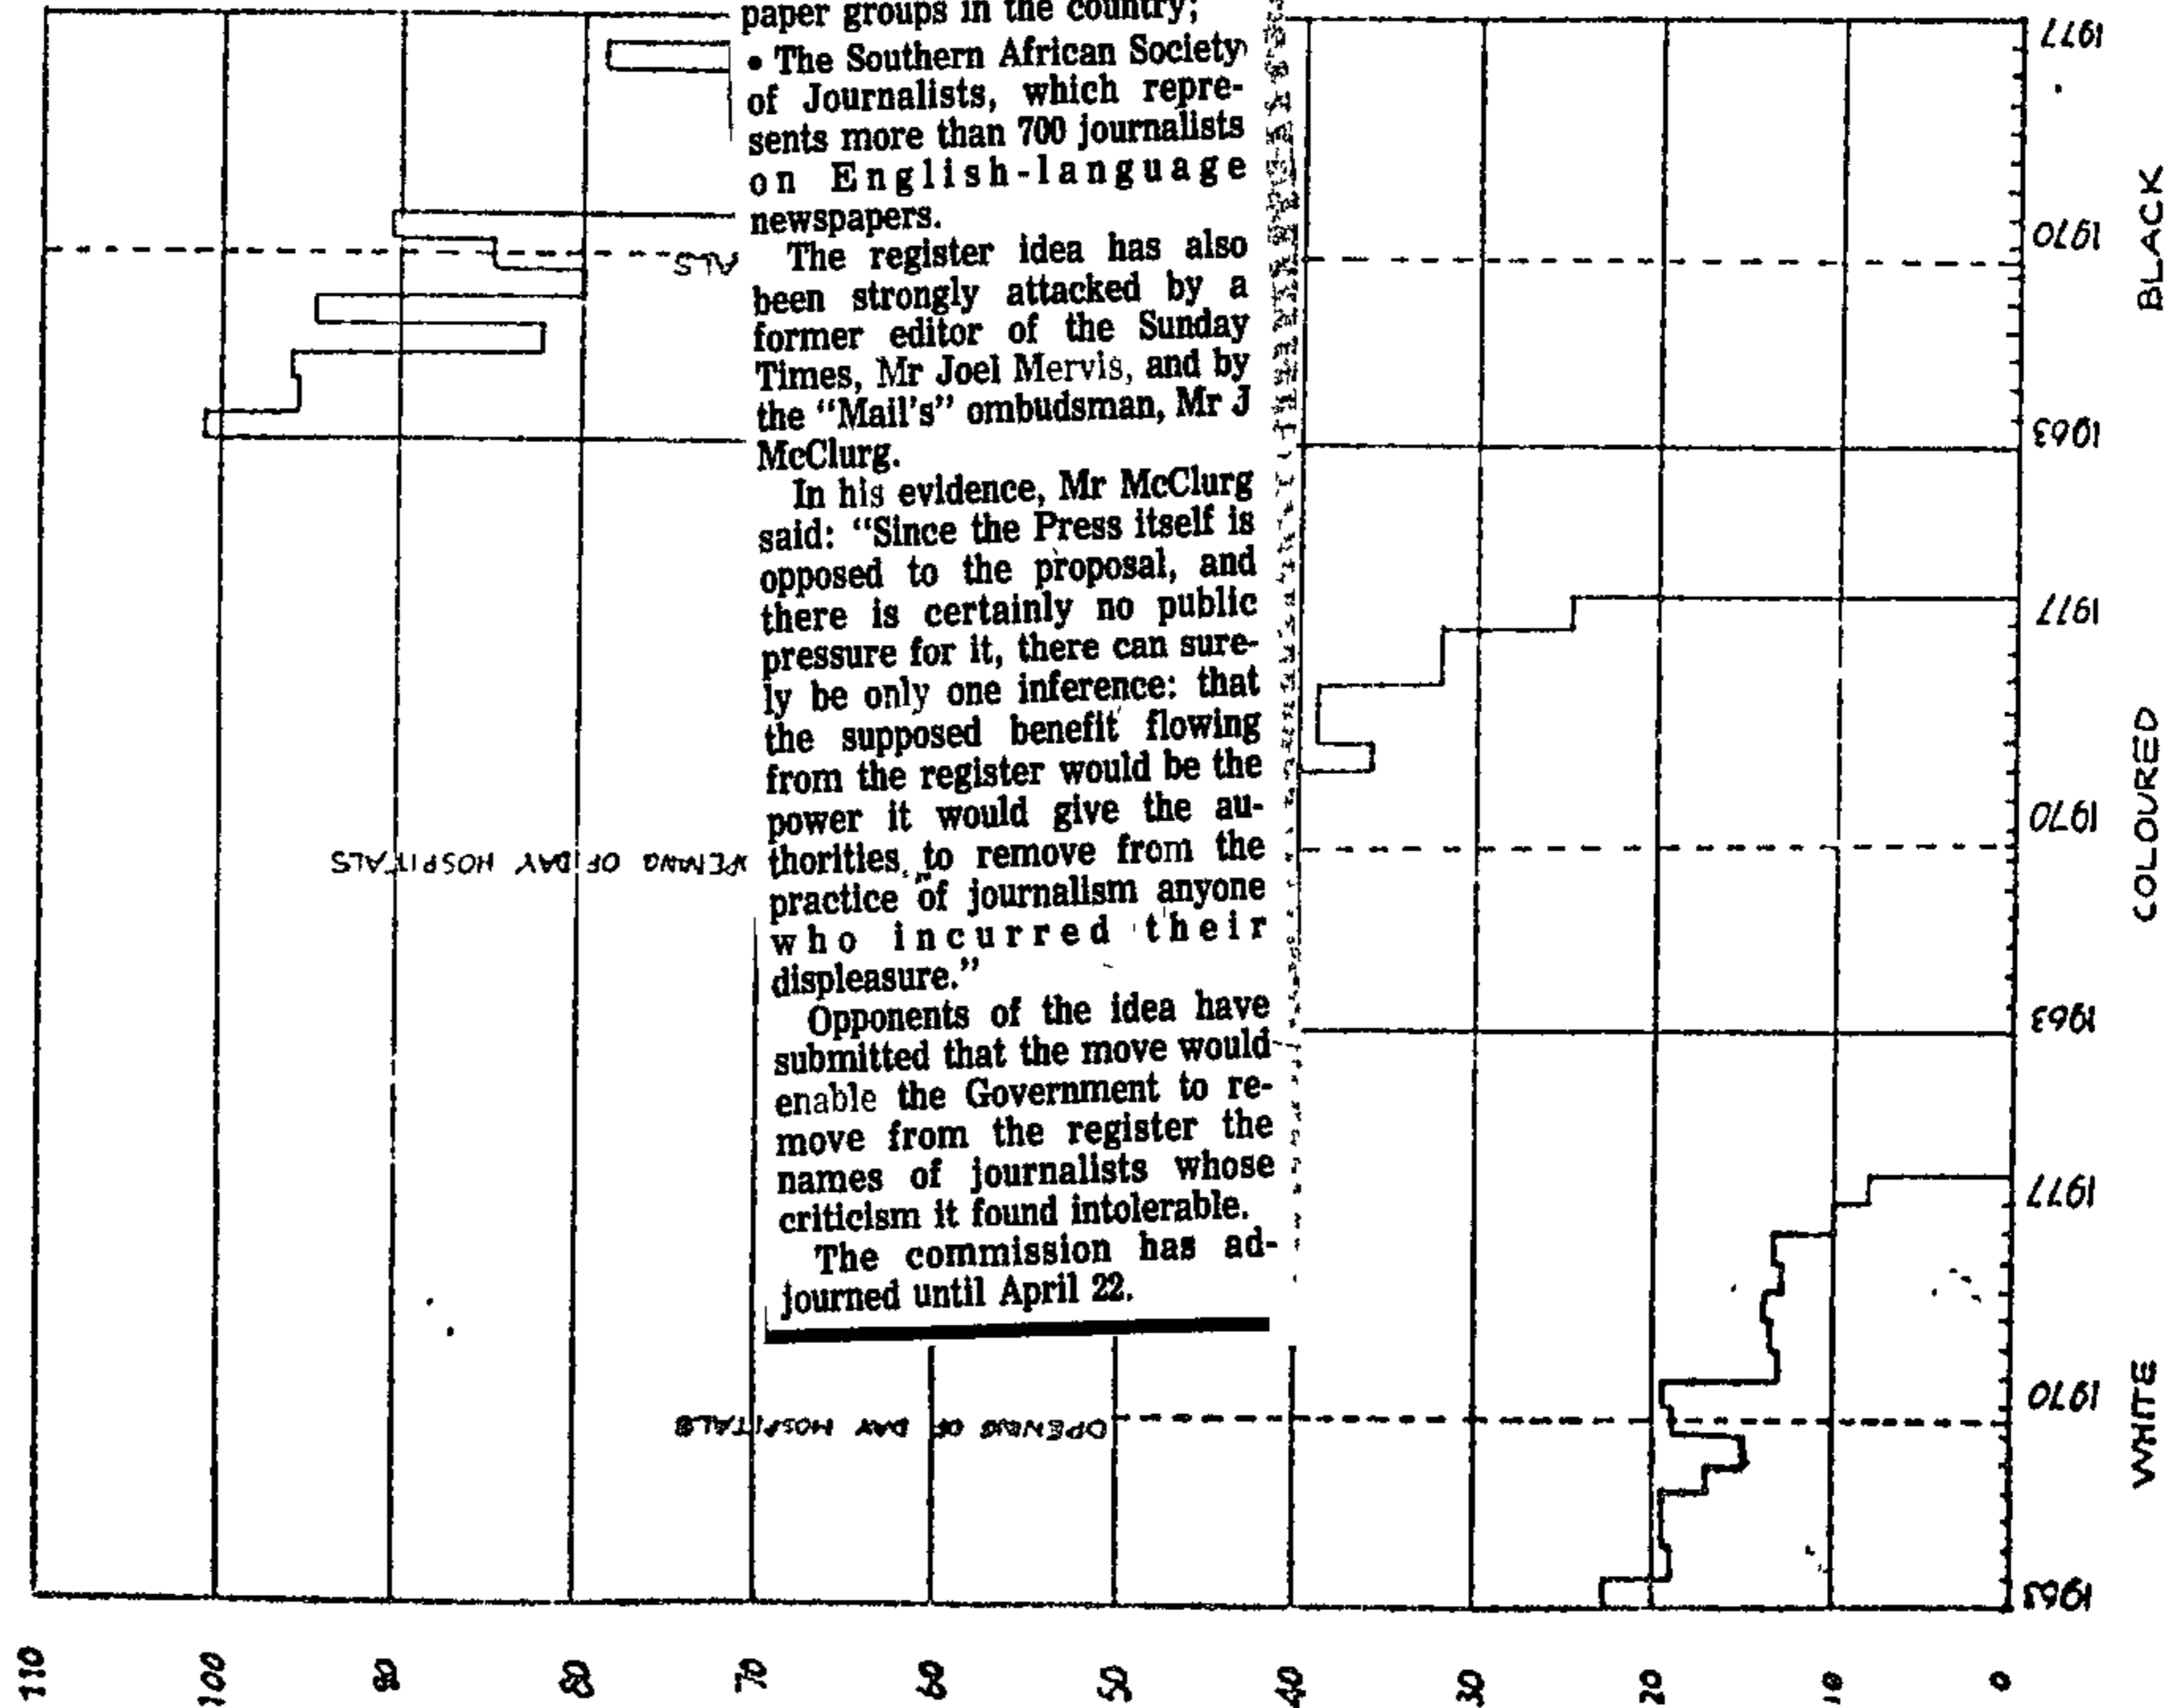 paper groups in the country;
• The Southern African Society
of Journalists, which repre-
sents more than 700 journalists
on English-language
newspapers.
The register idea has also
been strongly attacked by a
former editor of the Sunday
Times, Mr Joel Mervis, and by
the “Mail's” ombudsman, Mr J
McClurg.
In his evidence, Mr McClurg
said: “Since the Press itself is
opposed to the proposal, and
there is certainly no public
pressure for it, there can sure-
ly be only one inference: that
the supposed benefit flowing
from the register would be the
power it would give the au-
thorities to remove from the
practice of journalism anyone
who incurred their
displeasure.”
Opponents of the idea have
submitted that the move would
enable the Government to re-
move from the register the
names of journalists whose
criticism it found intolerable.
The commission has ad-
journed until April 22.
ALS
OPENING OF DAY HOSPITALS
OPENING OF DAY HOSPITALS
1977
1970
1963
BLACK
1977
1970
1963
COLOURED
1977
1970
1963
WHITE
110
100
90
80
70
60
50
40
30
20
10
0